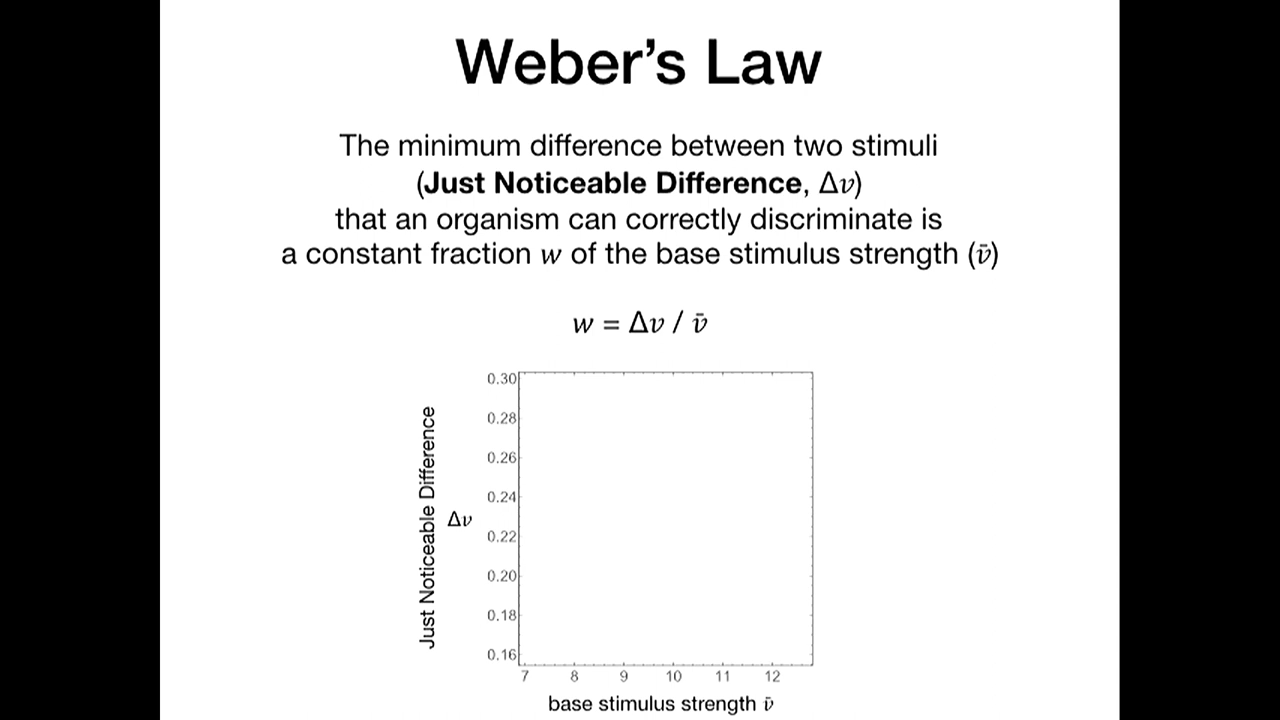 Weber’s Law
The minimum difference between two stimuli
(Just Noticeable Difference, Δv)
that an organism can correctly discriminate is
a constant fraction w of the base stimulus strength (v̄)
w = Δv / v̄
Just Noticeable Difference
Δv
0.30
0.28
0.26
0.24
0.22
0.20
0.18
0.16
7 8 9 10 11 12
base stimulus strength v̄